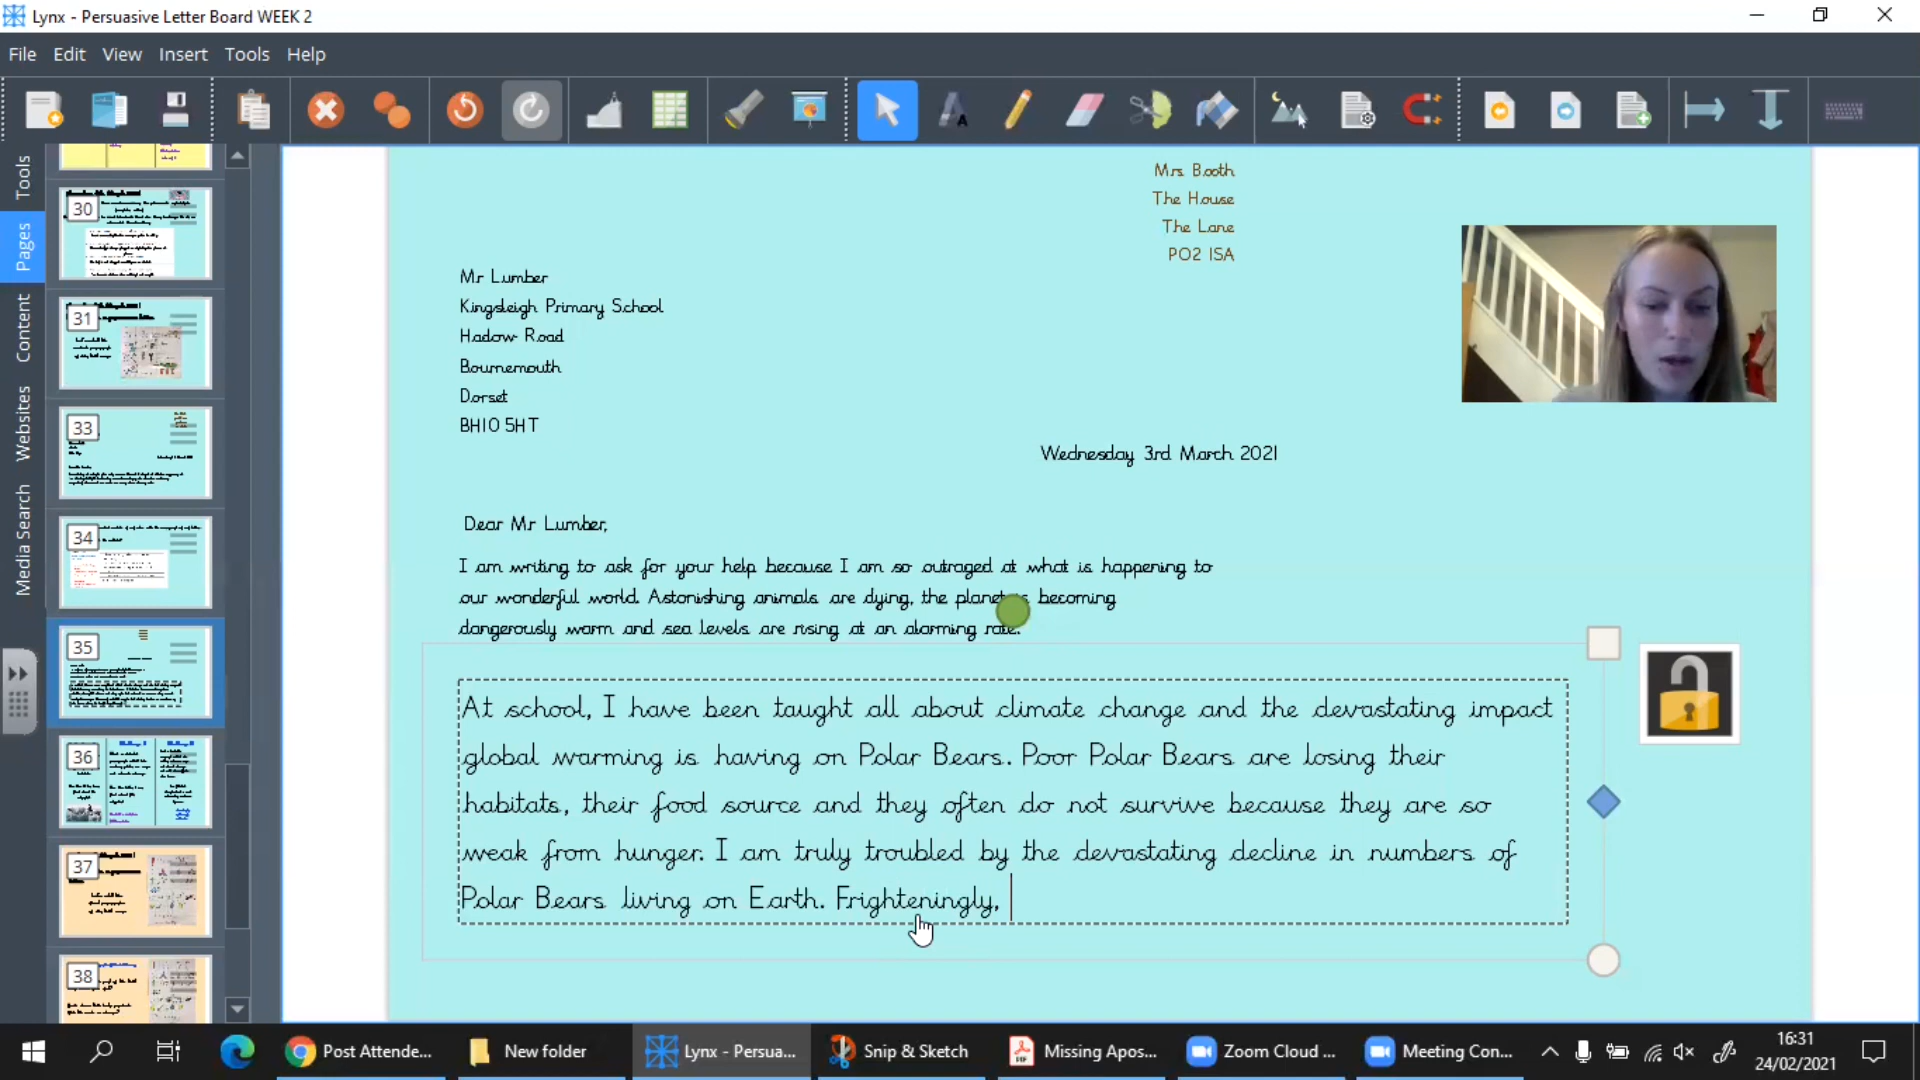 Lynx - Persuasive Letter Board WEEK 2
File Edit View Insert Tools Help
Tools
Pages
Content
Websites
Media Search
30
31
33
34
35
36
37
38
Mrs Booth
The House
The Lane
PO2 1SA
Mr Lumber
Kingsleigh Primary School
Hadow Road
Bournemouth
Dorset
BH10 5HT
Wednesday 3rd March 2021
Dear Mr Lumber,
I am writing to ask for your help because I am so outraged at what is happening to
our wonderful world. Astonishing animals are dying, the planet is becoming
dangerously warm and sea levels are rising at an alarming rate.
At school, I have been taught all about climate change and the devastating impact
global warming is having on Polar Bears. Poor Polar Bears are losing their
habitats, their food source and they often do not survive because they are so
weak from hunger. I am truly troubled by the devastating decline in numbers of
Polar Bears living on Earth. Frighteningly,
Post Attende...
New folder
Lynx - Persua...
Snip & Sketch
Missing Apos...
Zoom Cloud ...
Meeting Con...
16:31
24/02/2021